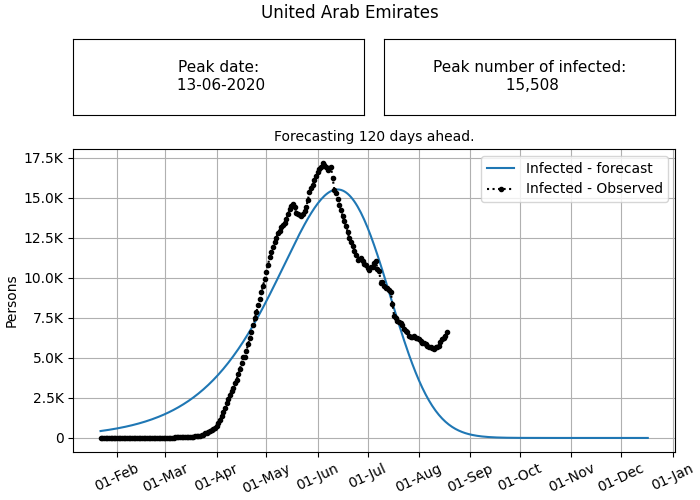 United Arab Emirates
Peak date:
13-06-2020
Peak number of infected:
15,508
Forecasting 120 days ahead.
Infected - forecast
Infected - Observed
Persons
17.5K
15.0K
12.5K
10.0K
7.5K
5.0K
2.5K
0
01-Feb
01-Mar
01-Apr
01-May
01-Jun
01-Jul
01-Aug
01-Sep
01-Oct
01-Nov
01-Dec
01-Jan